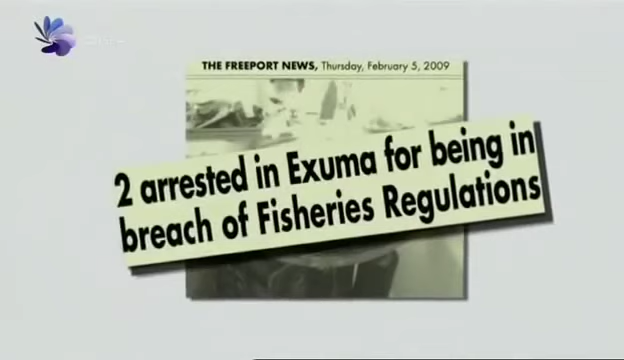 THE FREEPORT NEWS, Thursday, February 5, 2009
2 arrested in Exuma for being in
breach of Fisheries Regulations